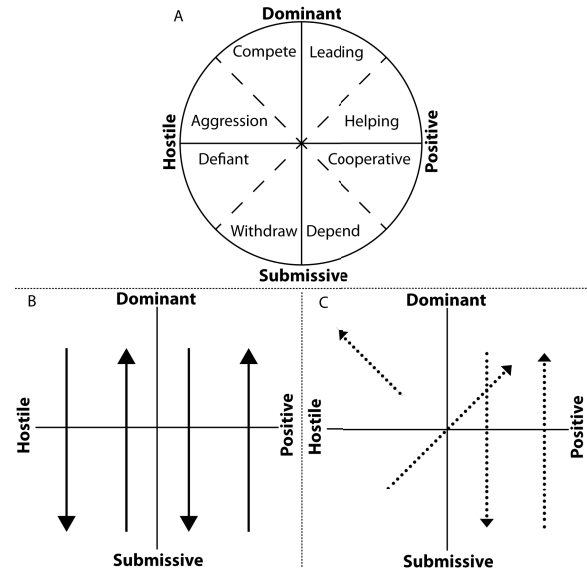 A
Dominant
Compete
Leading
Aggression
Helping
Hostile
Positive
Defiant
Cooperative
Withdraw
Depend
Submissive
B
Dominant
Hostile
Positive
Submissive
C
Dominant
Hostile
Positive
Submissive